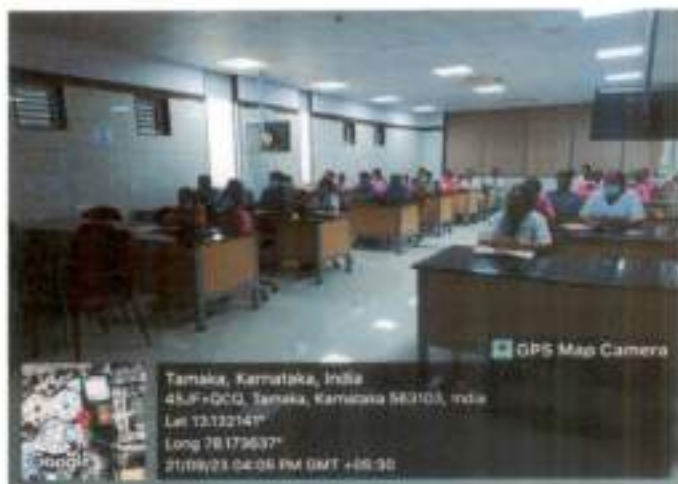 GPS Map Camera
Tamaka, Karnataka, India
45JF+QCQ, Tamaka, Karnataka 563103, India
Lat 13.132141°
Long 78.173637°
21/09/23 04:05 PM GMT +05:30
Google